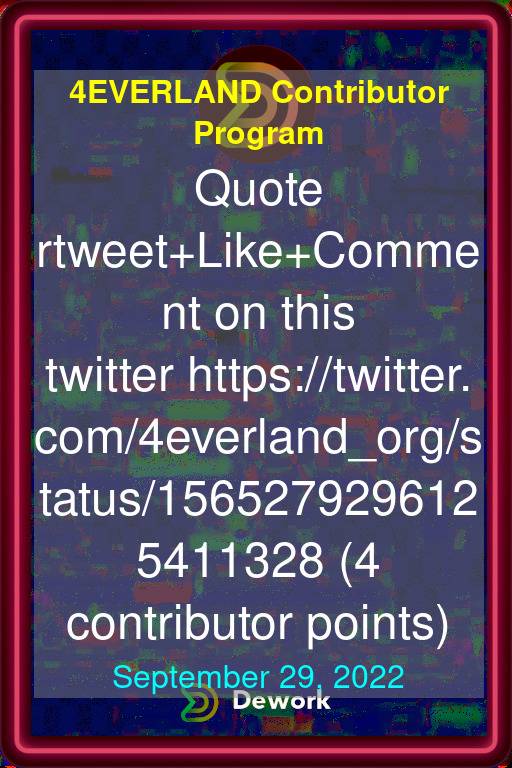 4EVERLAND Contributor
Program
Quote
rtweet+Like+Comme
nt on this
twitter https://twitter.
com/4everland_org/s
tatus/156527929612
5411328 (4
contributor points)
September 29, 2022
Dework